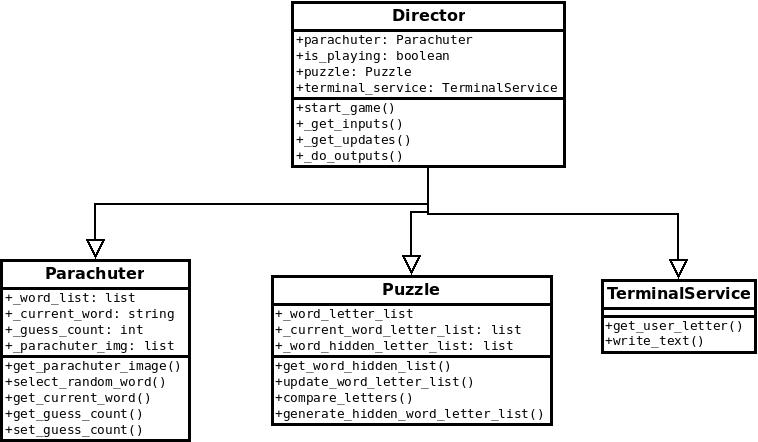 Director
+parachuter: Parachuter
+is_playing: boolean
+puzzle: Puzzle
+terminal_service: TerminalService
+start_game()
+_get_inputs()
+_get_updates()
+_do_outputs()
Parachuter
+_word_list: list
+_current_word: string
+_guess_count: int
+_parachuter_img: list
+get_parachuter_image()
+select_random_word()
+get_current_word()
+get_guess_count()
+set_guess_count()
Puzzle
+_word_letter_list
+_current_word_letter_list: list
+_word_hidden_letter_list: list
+get_word_hidden_list()
+update_word_letter_list()
+compare_letters()
+generate_hidden_word_letter_list()
TerminalService
+get_user_letter()
+write_text()